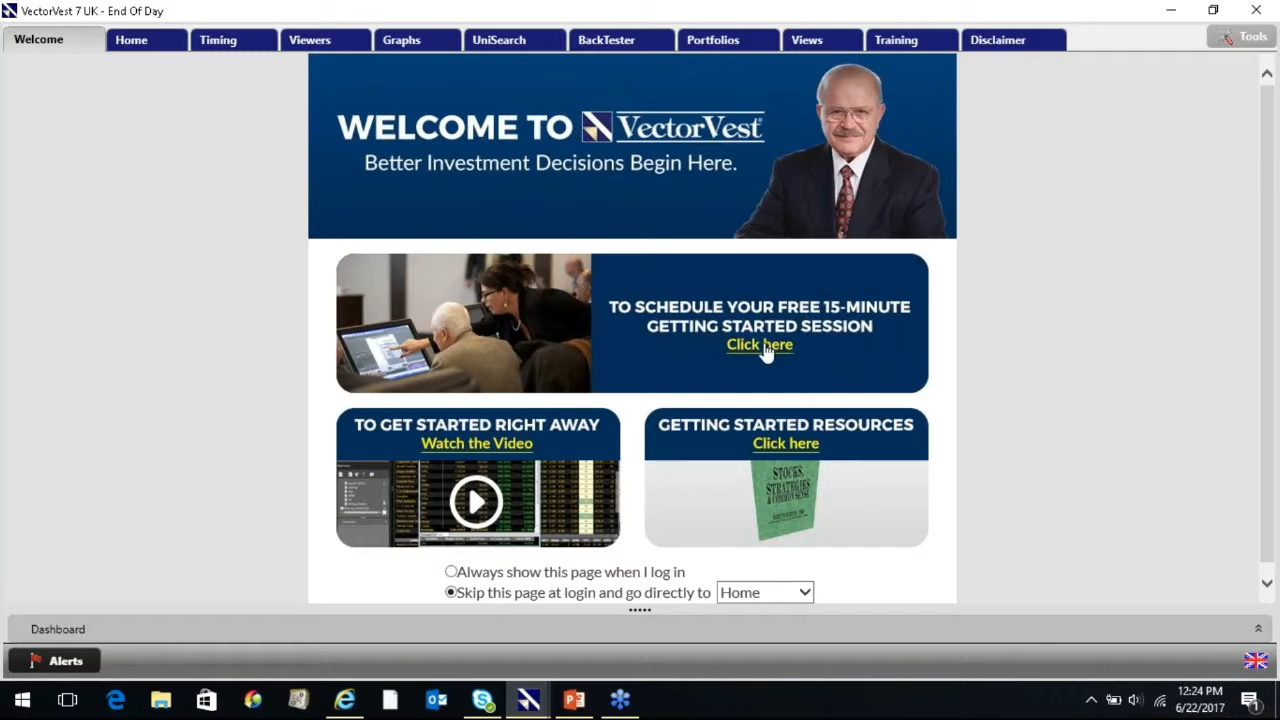 VectorVest 7 UK - End Of Day
Welcome
Home
Timing
Viewers
Graphs
UniSearch
BackTester
Portfolios
Views
Training
Disclaimer
Tools
WELCOME TO VectorVest
Better Investment Decisions Begin Here.
TO SCHEDULE YOUR FREE 15-MINUTE
GETTING STARTED SESSION
Click here
TO GET STARTED RIGHT AWAY
Watch the Video
GETTING STARTED RESOURCES
Click here
STOCKS,
STRATEGIES
& COMMON SENSE
Always show this page when I log in
Skip this page at login and go directly to Home
Dashboard
Alerts
12:24 PM
6/22/2017